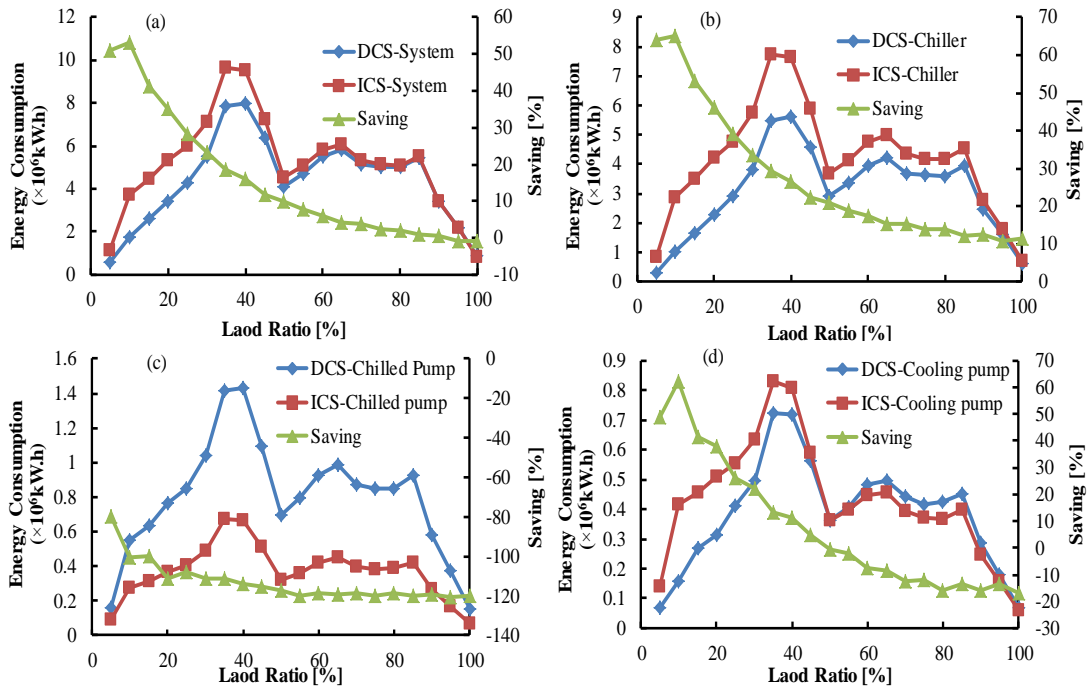 (a)
12
10
8
6
4
2
0
60
50
40
30
20
10
0
-10
DCS-System
ICS-System
Saving
0 20 40 60 80 100
Laod Ratio [%]
Energy Consumption
(×10⁶kW.h)
Saving [%]
(b)
9
8
7
6
5
4
3
2
1
0
70
60
50
40
30
20
10
0
DCS-Chiller
ICS-Chiller
Saving
0 20 40 60 80 100
Laod Ratio [%]
Energy Consumption
(×10⁶kW.h)
Saving [%]
(c)
1.6
1.4
1.2
1
0.8
0.6
0.4
0.2
0
0
-20
-40
-60
-80
-100
-120
-140
DCS-Chilled Pump
ICS-Chilled pump
Saving
0 20 40 60 80 100
Laod Ratio [%]
Energy Consumption
(×10⁶kW.h)
Saving [%]
(d)
0.9
0.8
0.7
0.6
0.5
0.4
0.3
0.2
0.1
0
70
60
50
40
30
20
10
0
-10
-20
-30
DCS-Cooling pump
ICS-Cooling pump
Saving
0 20 40 60 80 100
Laod Ratio [%]
Energy Consumption
(×10⁶kW.h)
Saving [%]